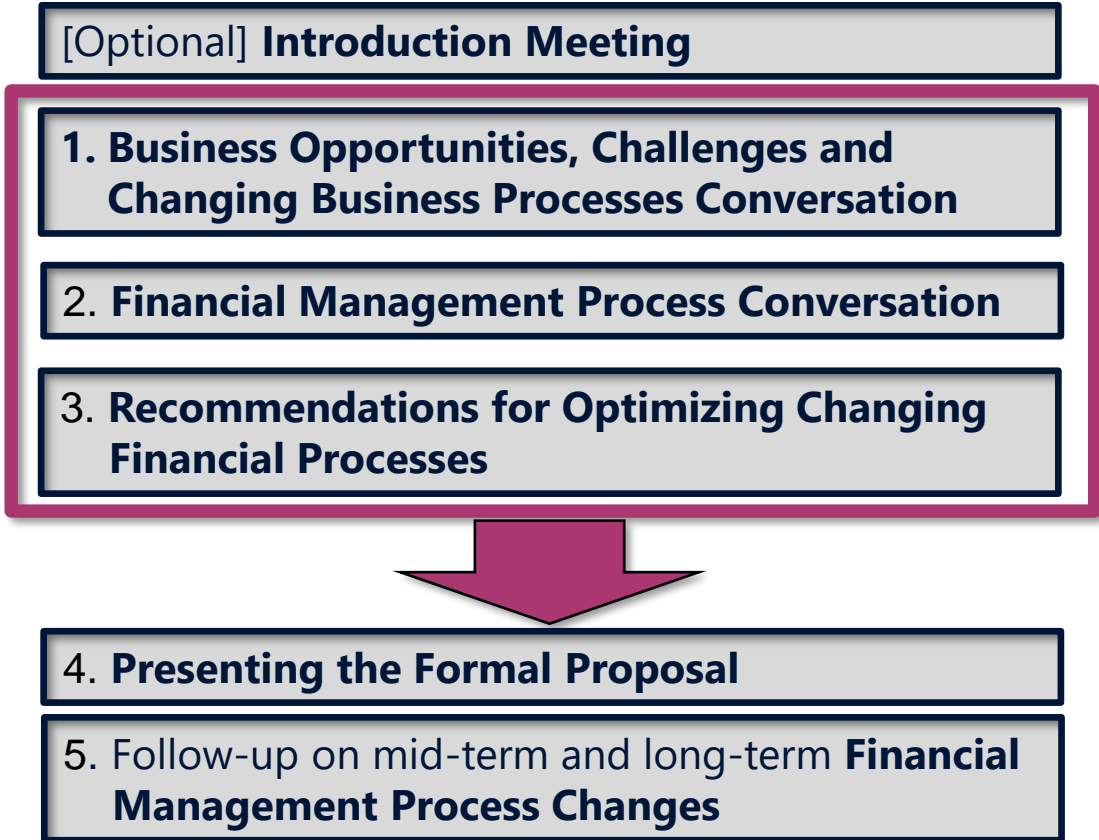 [Optional] Introduction Meeting
1. Business Opportunities, Challenges and
Changing Business Processes Conversation
2. Financial Management Process Conversation
3. Recommendations for Optimizing Changing
Financial Processes
4. Presenting the Formal Proposal
5. Follow-up on mid-term and long-term Financial
Management Process Changes